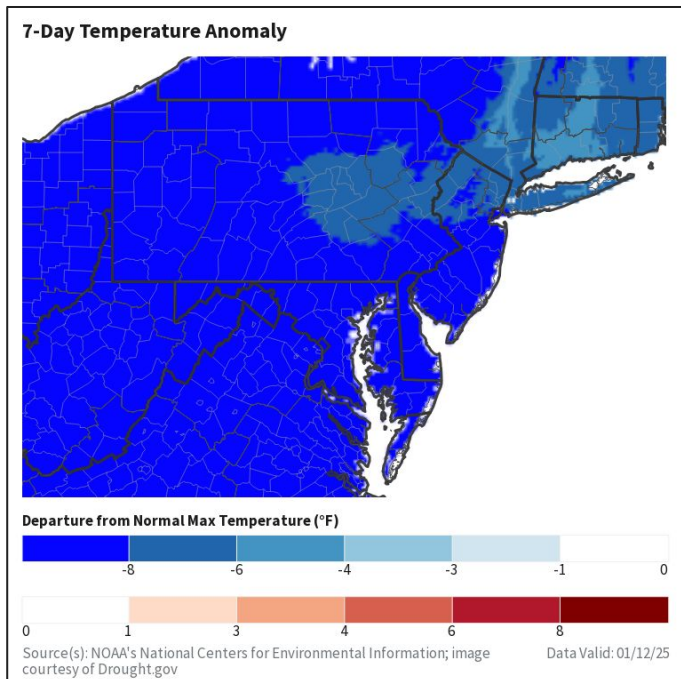 7-Day Temperature Anomaly
Departure from Normal Max Temperature (°F)
-8 -6 -4 -3 -1 0
0 1 3 4 6 8
Source(s): NOAA's National Centers for Environmental Information; image
courtesy of Drought.gov
Data Valid: 01/12/25